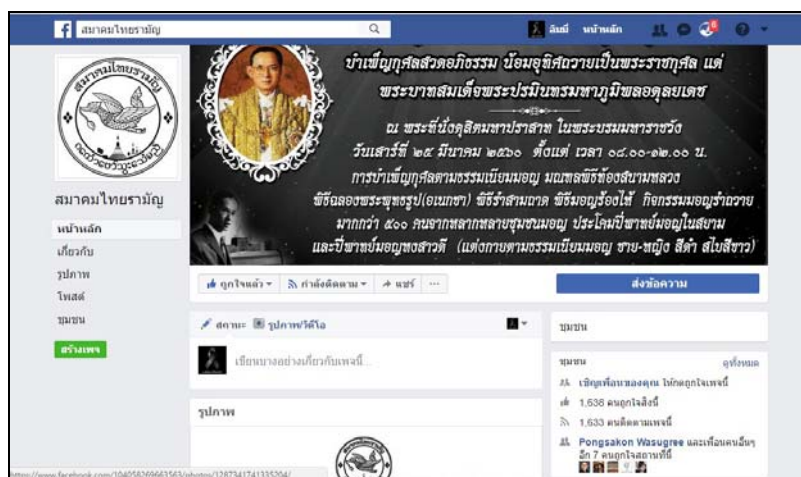 สมาคมไทยรามัญ
ลิมมี่ หน้าหลัก
6
สมาคมไทยรามัญ
สมาคมไทยรามัญ
หน้าหลัก
เกี่ยวกับ
รูปภาพ
โพสต์
ชุมชน
สร้างเพจ
บำเพ็ญกุศลสวดอภิธรรม น้อมอุทิศถวายเป็นพระราชกุศล แด่
พระบาทสมเด็จพระปรมินทรมหาภูมิพลอดุลยเดช
ณ พระที่นั่งดุสิตมหาปราสาท ในพระบรมมหาราชวัง
วันเสาร์ที่ ๒๕ มีนาคม ๒๕๖๐ ตั้งแต่ เวลา ๐๘.๐๐-๑๒.๐๐ น.
การบำเพ็ญกุศลตามธรรมเนียมมอญ มณฑลพิธีท้องสนามหลวง
พิธีฉลองพระพุทธรูป(อเนกชา) พิธีรำสามถาด พิธีมอญร้องไห้ กิจกรรมมอญรำถวาย
มากกว่า ๕๐๐ คนจากหลากหลายชุมชนมอญ ประโคมปี่พาทย์มอญในสยาม
และปี่พาทย์มอญหงสาวดี (แต่งกายตามธรรมเนียมมอญ ชาย-หญิง สีดำ สไบสีขาว)
ถูกใจแล้ว กำลังติดตาม แชร์ ...
ส่งข้อความ
สถานะ รูปภาพ/วิดีโอ
เขียนบางอย่างเกี่ยวกับเพจนี้...
รูปภาพ
ชุมชน
ชุมชน ดูทั้งหมด
เชิญเพื่อนของคุณ ให้กดถูกใจเพจนี้
1,638 คนถูกใจสิ่งนี้
1,633 คนติดตามเพจนี้
Pongsakon Wasugree และเพื่อนคนอื่นๆ
อีก 7 คนถูกใจสถานที่นี้
https://www.facebook.com/104058269663563/photos/1287341741335204/